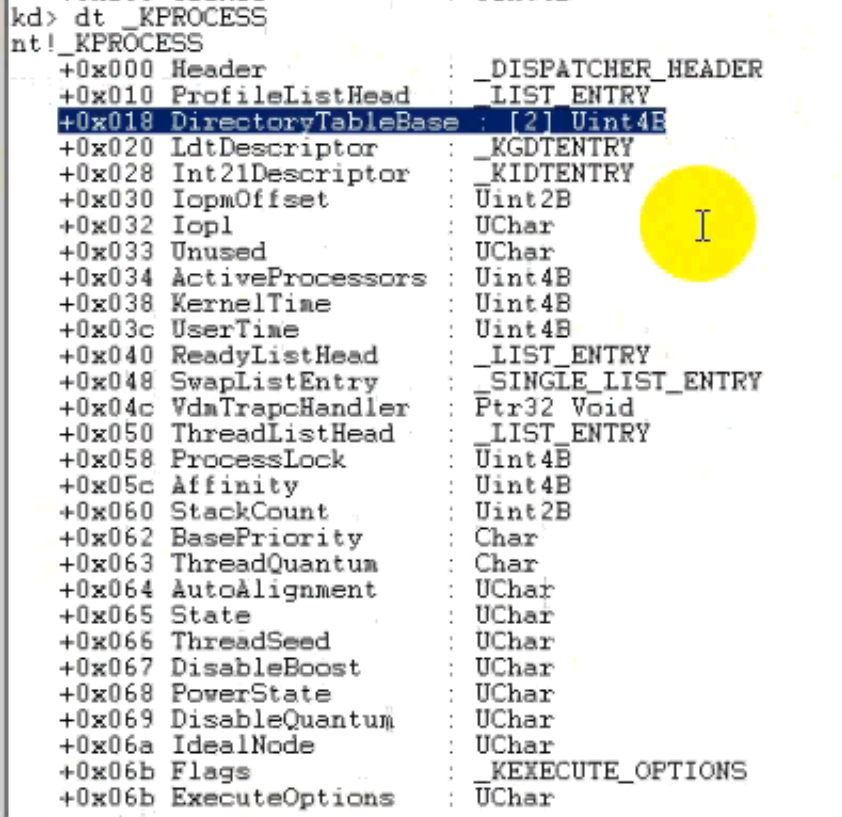 kd> dt _KPROCESS
nt!_KPROCESS
+0x000 Header : _DISPATCHER_HEADER
+0x010 ProfileListHead : _LIST_ENTRY
+0x018 DirectoryTableBase : [2] Uint4B
+0x020 LdtDescriptor : _KGDTENTRY
+0x028 Int21Descriptor : _KIDTENTRY
+0x030 IopmOffset : Uint2B
+0x032 Iopl : UChar
+0x033 Unused : UChar
+0x034 ActiveProcessors : Uint4B
+0x038 KernelTime : Uint4B
+0x03c UserTime : Uint4B
+0x040 ReadyListHead : _LIST_ENTRY
+0x048 SwapListEntry : _SINGLE_LIST_ENTRY
+0x04c VdmTrapcHandler : Ptr32 Void
+0x050 ThreadListHead : _LIST_ENTRY
+0x058 ProcessLock : Uint4B
+0x05c Affinity : Uint4B
+0x060 StackCount : Uint2B
+0x062 BasePriority : Char
+0x063 ThreadQuantum : Char
+0x064 AutoAlignment : UChar
+0x065 State : UChar
+0x066 ThreadSeed : UChar
+0x067 DisableBoost : UChar
+0x068 PowerState : UChar
+0x069 DisableQuantum : UChar
+0x06a IdealNode : UChar
+0x06b Flags : _KEXECUTE_OPTIONS
+0x06b ExecuteOptions : UChar